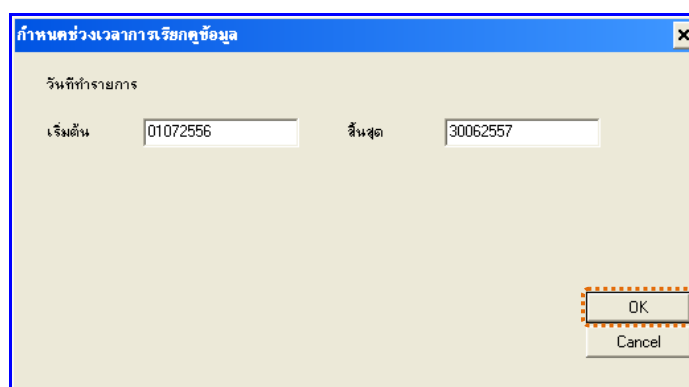 กำหนดช่วงเวลาการเรียกดูข้อมูล
วันที่ทำรายการ
เริ่มต้น 01072556 สิ้นสุด 30062557
OK
Cancel